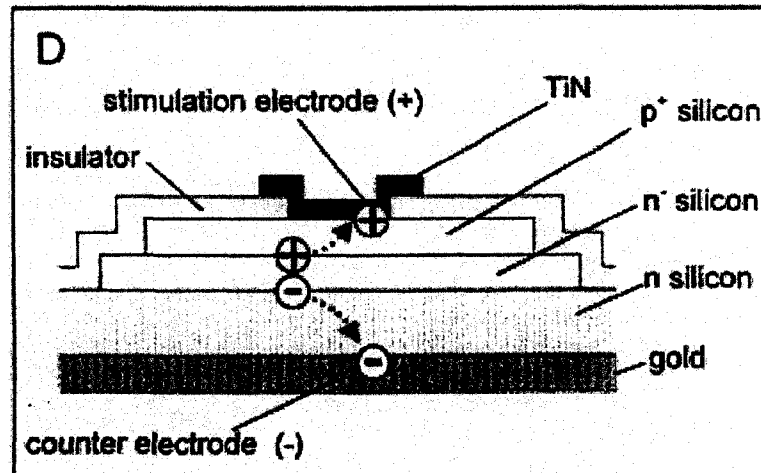 D
stimulation electrode (+)
TiN
p⁺ silicon
insulator
n⁻ silicon
n silicon
gold
counter electrode (-)